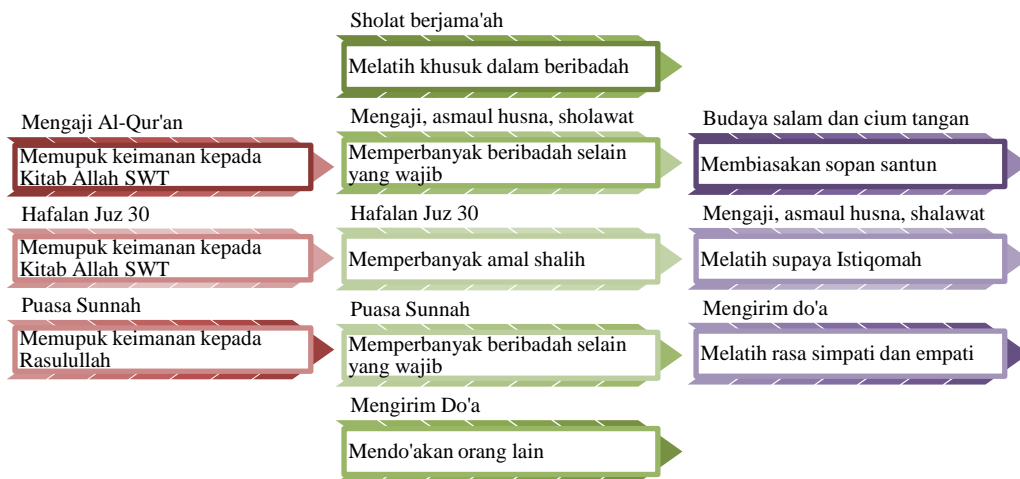 Mengaji Al-Qur'an
Memupuk keimanan kepada
Kitab Allah SWT
Hafalan Juz 30
Memupuk keimanan kepada
Kitab Allah SWT
Puasa Sunnah
Memupuk keimanan kepada
Rasulullah
Sholat berjama'ah
Melatih khusuk dalam beribadah
Mengaji, asmaul husna, sholawat
Memperbanyak beribadah selain
yang wajib
Hafalan Juz 30
Memperbanyak amal shalih
Puasa Sunnah
Memperbanyak beribadah selain
yang wajib
Mengirim Do'a
Mendo'akan orang lain
Budaya salam dan cium tangan
Membiasakan sopan santun
Mengaji, asmaul husna, shalawat
Melatih supaya Istiqomah
Mengirim do'a
Melatih rasa simpati dan empati